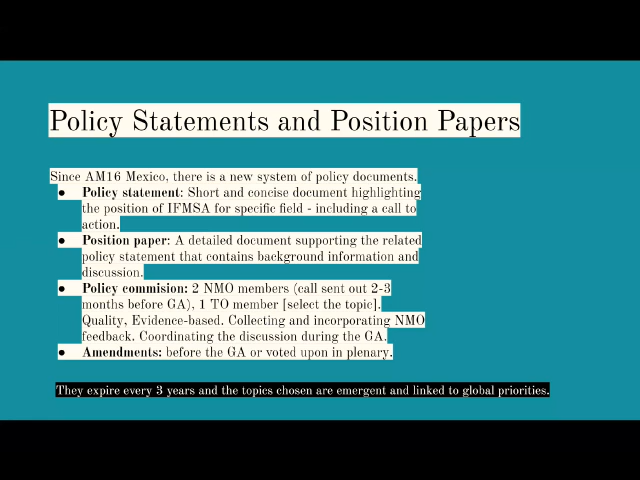 Policy Statements and Position Papers
Since AM16 Mexico, there is a new system of policy documents.
● Policy statement: Short and concise document highlighting
the position of IFMSA for specific field - including a call to
action.
● Position paper: A detailed document supporting the related
policy statement that contains background information and
discussion.
● Policy commision: 2 NMO members (call sent out 2-3
months before GA), 1 TO member [select the topic].
Quality, Evidence-based. Collecting and incorporating NMO
feedback. Coordinating the discussion during the GA.
● Amendments: before the GA or voted upon in plenary.
They expire every 3 years and the topics chosen are emergent and linked to global priorities.